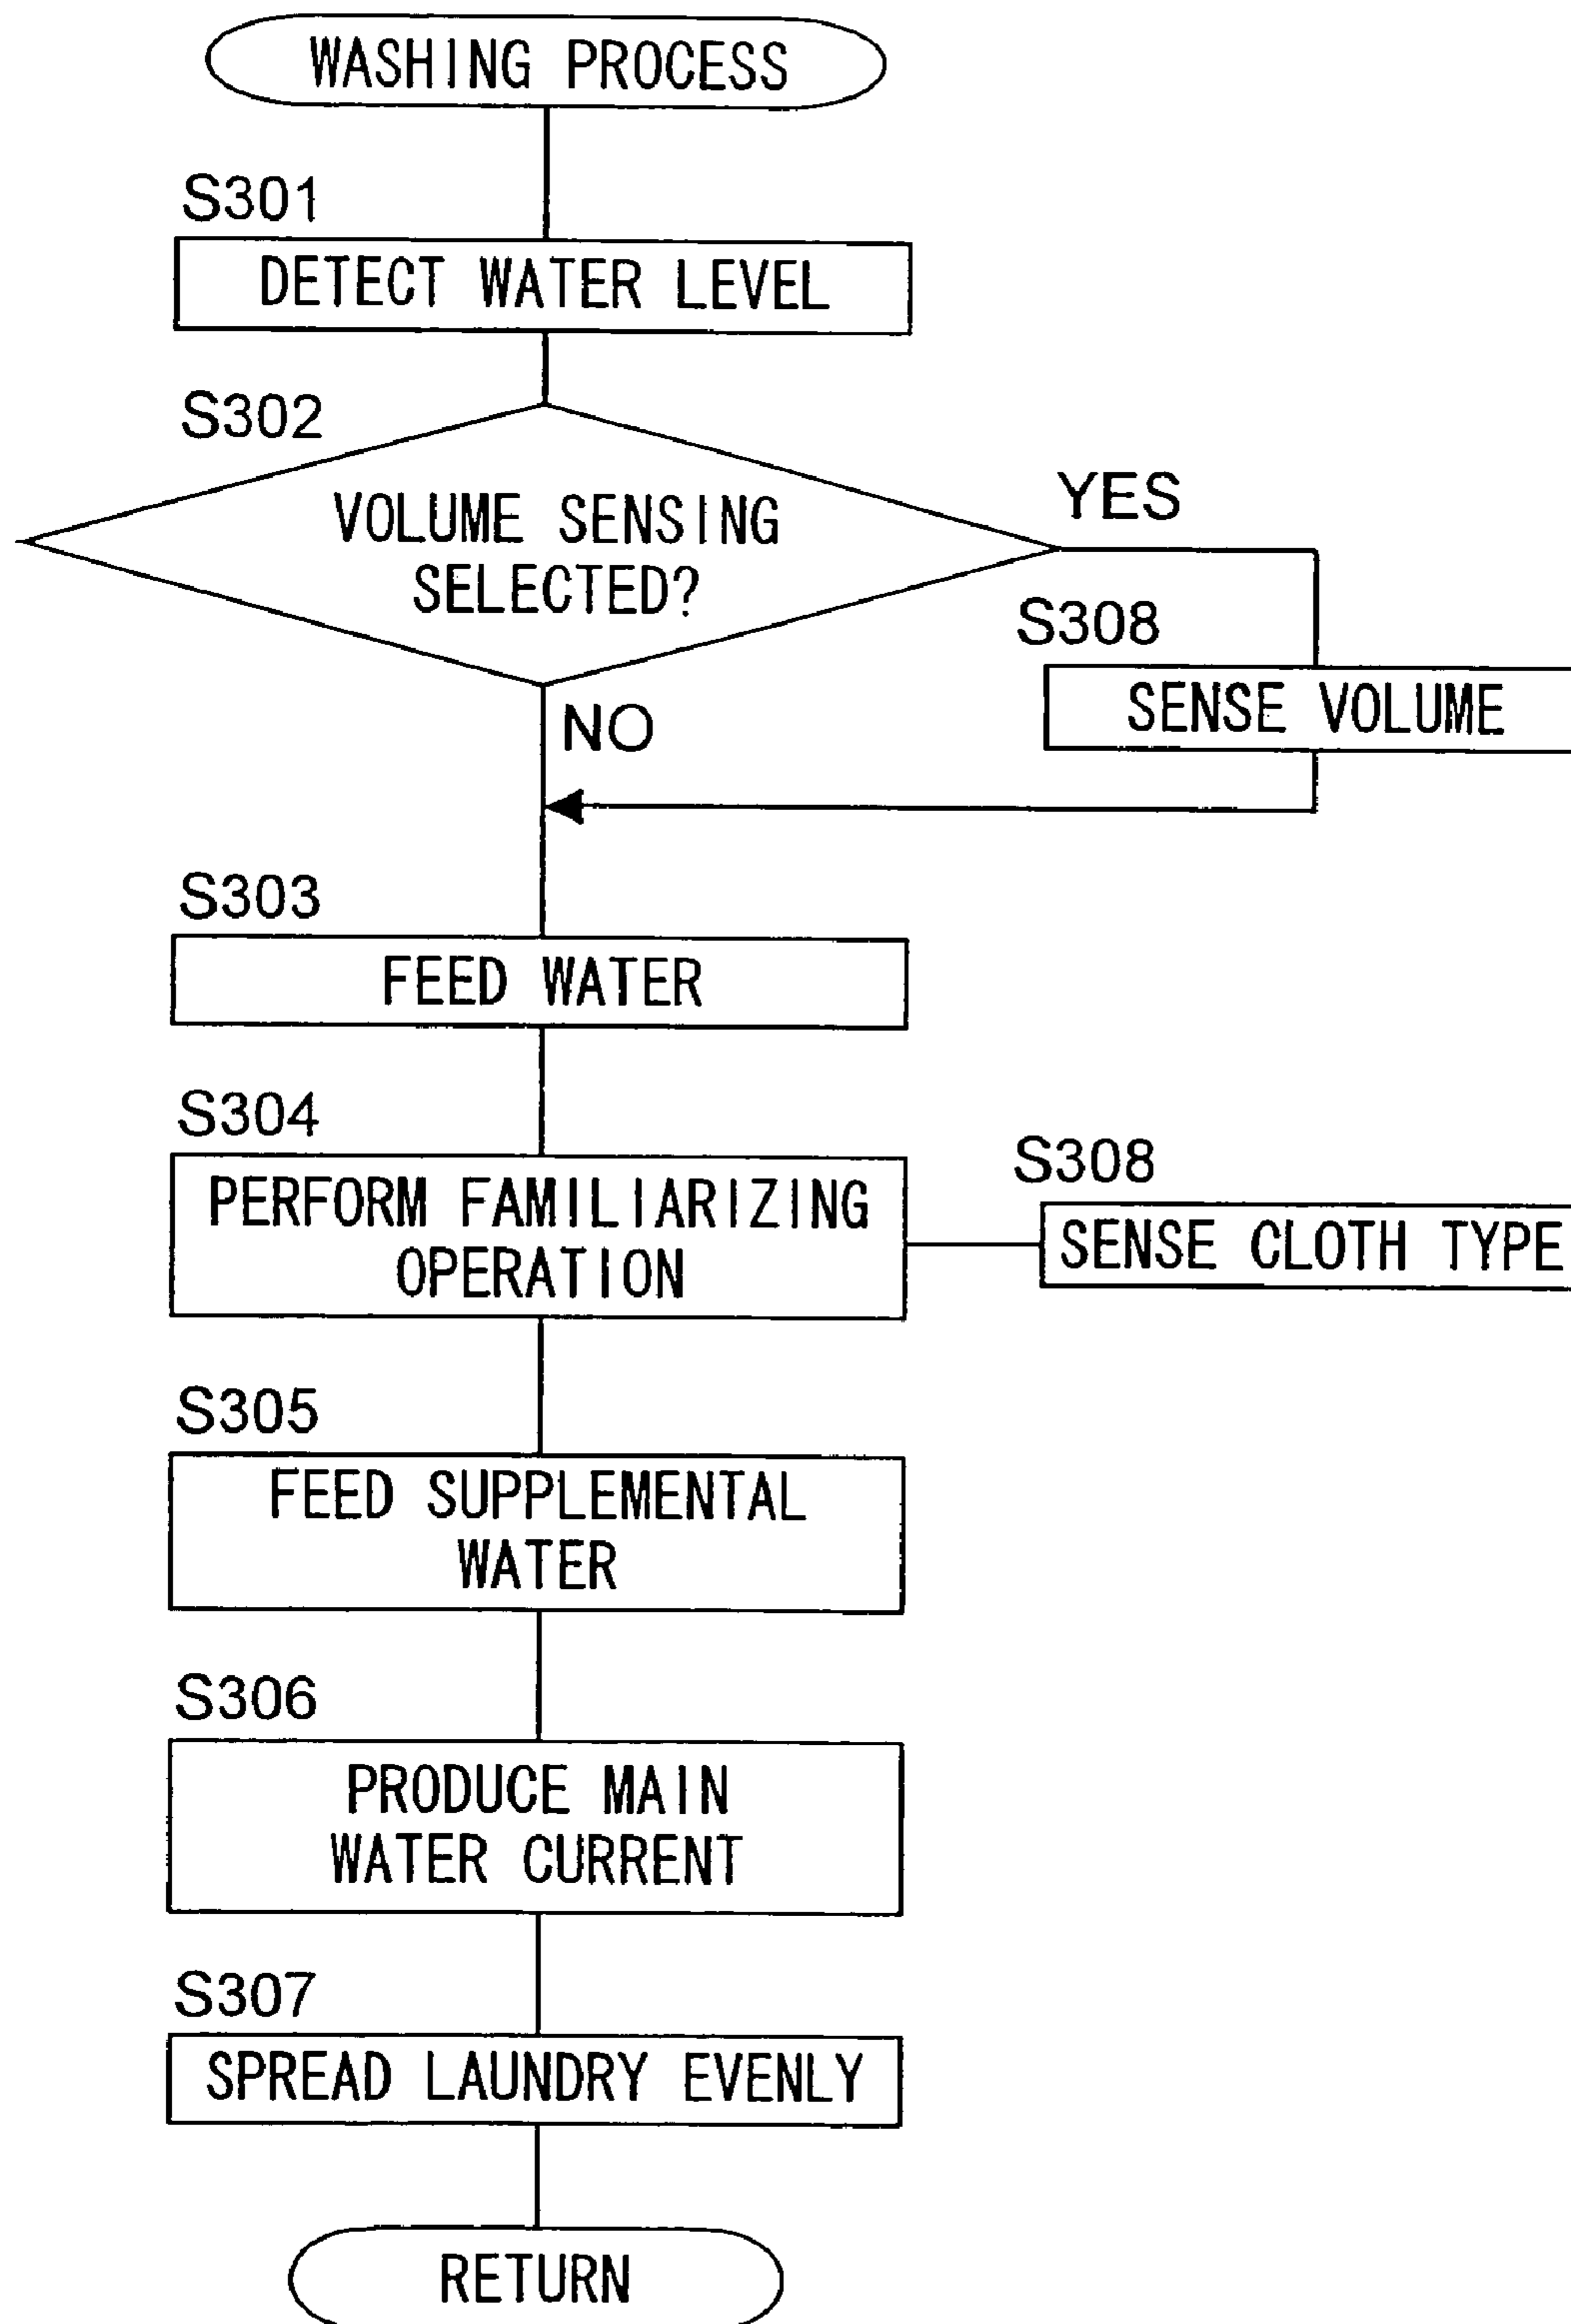 WASHING PROCESS
S301
DETECT WATER LEVEL
S302
VOLUME SENSING
SELECTED?
YES
S308
SENSE VOLUME
NO
S303
FEED WATER
S304
PERFORM FAMILIARIZING
OPERATION
S308
SENSE CLOTH TYPE
S305
FEED SUPPLEMENTAL
WATER
S306
PRODUCE MAIN
WATER CURRENT
S307
SPREAD LAUNDRY EVENLY
RETURN